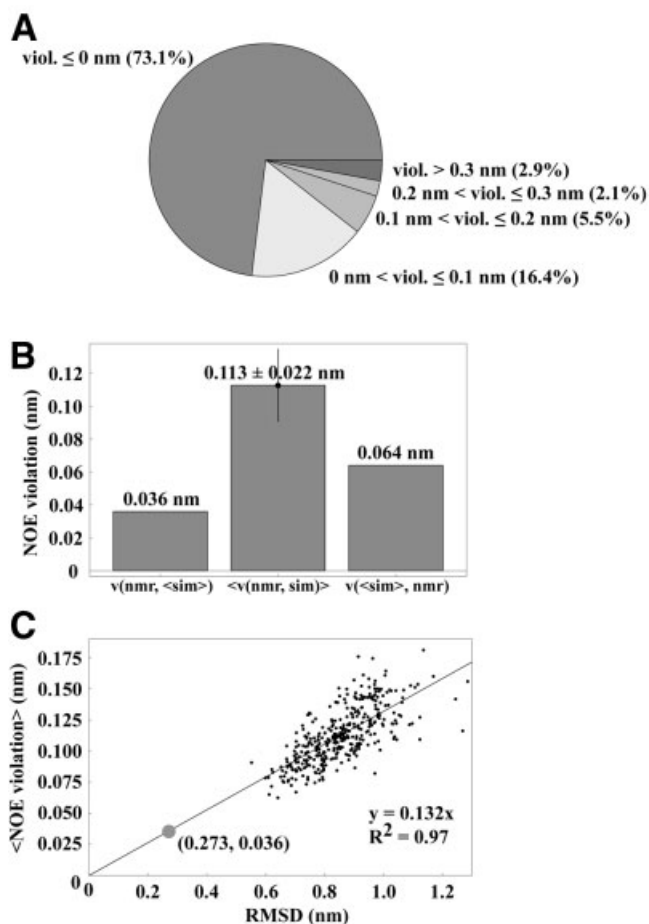 A
viol. ≤ 0 nm (73.1%)
viol. > 0.3 nm (2.9%)
0.2 nm < viol. ≤ 0.3 nm (2.1%)
0.1 nm < viol. ≤ 0.2 nm (5.5%)
0 nm < viol. ≤ 0.1 nm (16.4%)
B
NOE violation (nm)
0.12
0.10
0.08
0.06
0.04
0.02
0
0.036 nm
0.113 ± 0.022 nm
0.064 nm
v(nmr, <sim>)
<v(nmr, sim)>
v(<sim>, nmr)
C
<NOE violation> (nm)
0.175
0.150
0.125
0.100
0.075
0.050
0.025
0
(0.273, 0.036)
y = 0.132x
R² = 0.97
0 0.2 0.4 0.6 0.8 1.0 1.2
RMSD (nm)